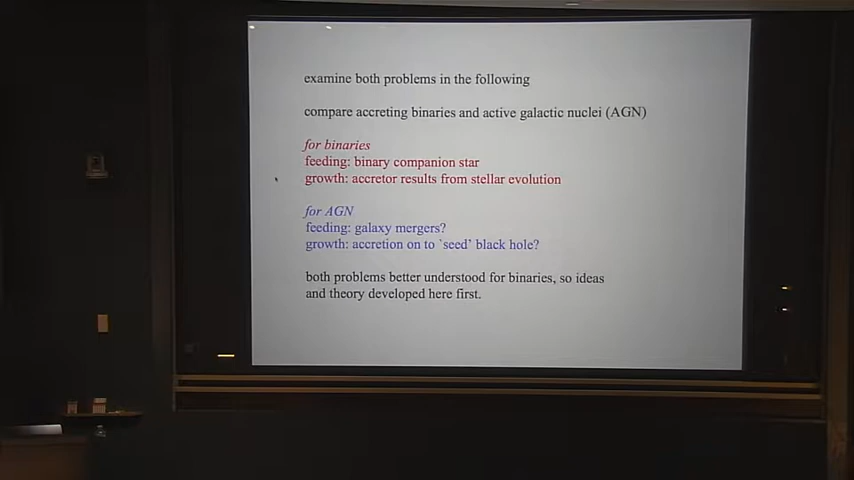 examine both problems in the following
compare accreting binaries and active galactic nuclei (AGN)
for binaries
feeding: binary companion star
growth: accretor results from stellar evolution
for AGN
feeding: galaxy mergers?
growth: accretion on to `seed' black hole?
both problems better understood for binaries, so ideas
and theory developed here first.